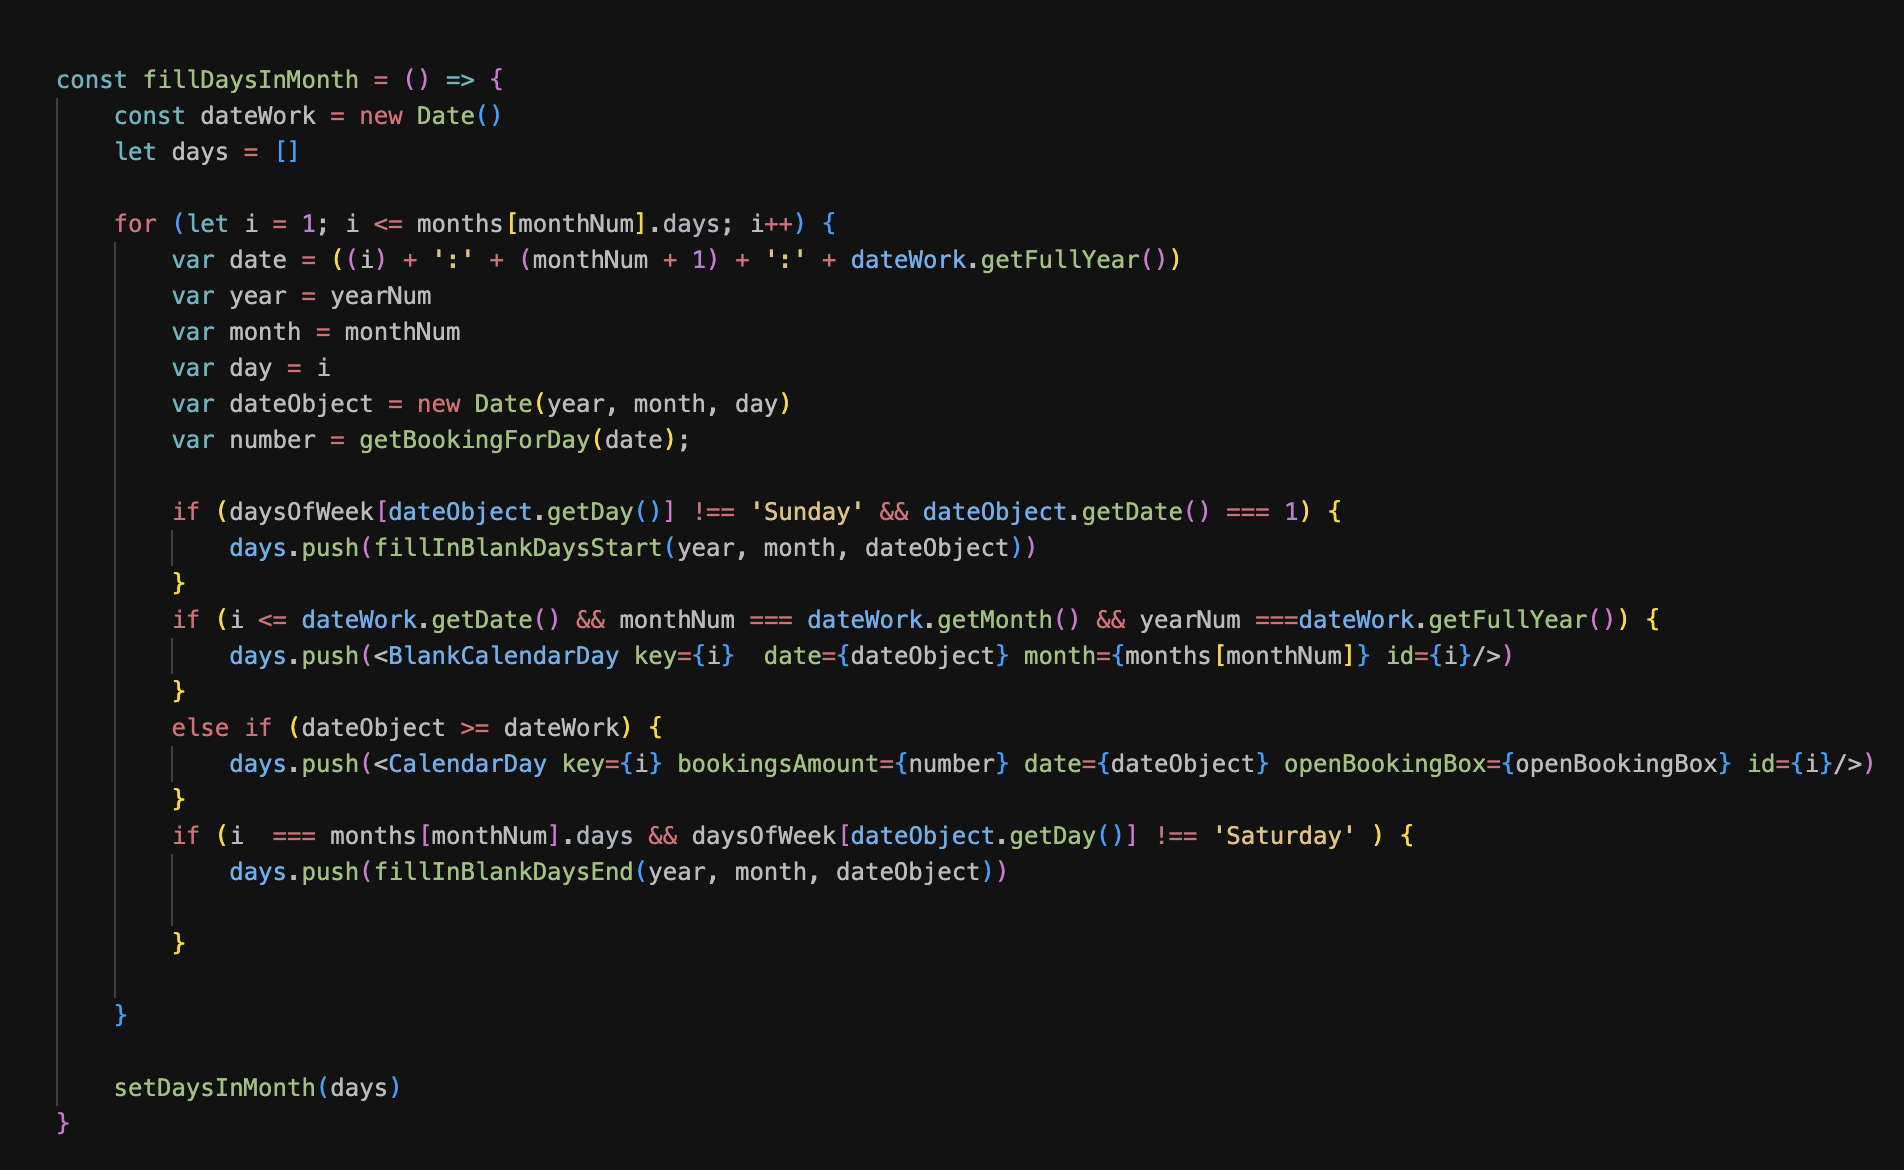 const fillDaysInMonth = () => {
    const dateWork = new Date()
    let days = []

    for (let i = 1; i <= months[monthNum].days; i++) {
        var date = ((i) + ':' + (monthNum + 1) + ':' + dateWork.getFullYear())
        var year = yearNum
        var month = monthNum
        var day = i
        var dateObject = new Date(year, month, day)
        var number = getBookingForDay(date);

        if (daysOfWeek[dateObject.getDay()] !== 'Sunday' && dateObject.getDate() === 1) {
            days.push(fillInBlankDaysStart(year, month, dateObject))
        }
        if (i <= dateWork.getDate() && monthNum === dateWork.getMonth() && yearNum ===dateWork.getFullYear()) {
            days.push(<BlankCalendarDay key={i}  date={dateObject} month={months[monthNum]} id={i}/>)
        }
        else if (dateObject >= dateWork) {
            days.push(<CalendarDay key={i} bookingsAmount={number} date={dateObject} openBookingBox={openBookingBox} id={i}/>)
        }
        if (i  === months[monthNum].days && daysOfWeek[dateObject.getDay()] !== 'Saturday' ) {
            days.push(fillInBlankDaysEnd(year, month, dateObject))

        }

    }

    setDaysInMonth(days)
}